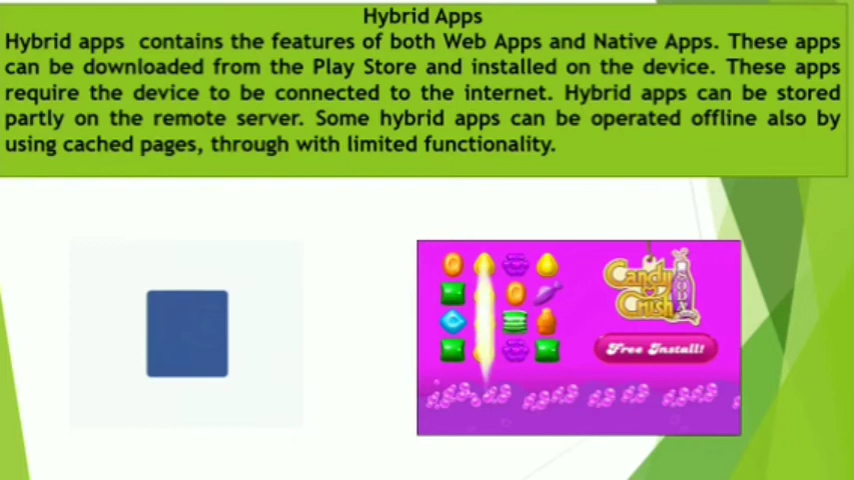 Hybrid Apps
Hybrid apps contains the features of both Web Apps and Native Apps. These apps
can be downloaded from the Play Store and installed on the device. These apps
require the device to be connected to the internet. Hybrid apps can be stored
partly on the remote server. Some hybrid apps can be operated offline also by
using cached pages, through with limited functionality.
Candy
Crush
SODA
Free Install!